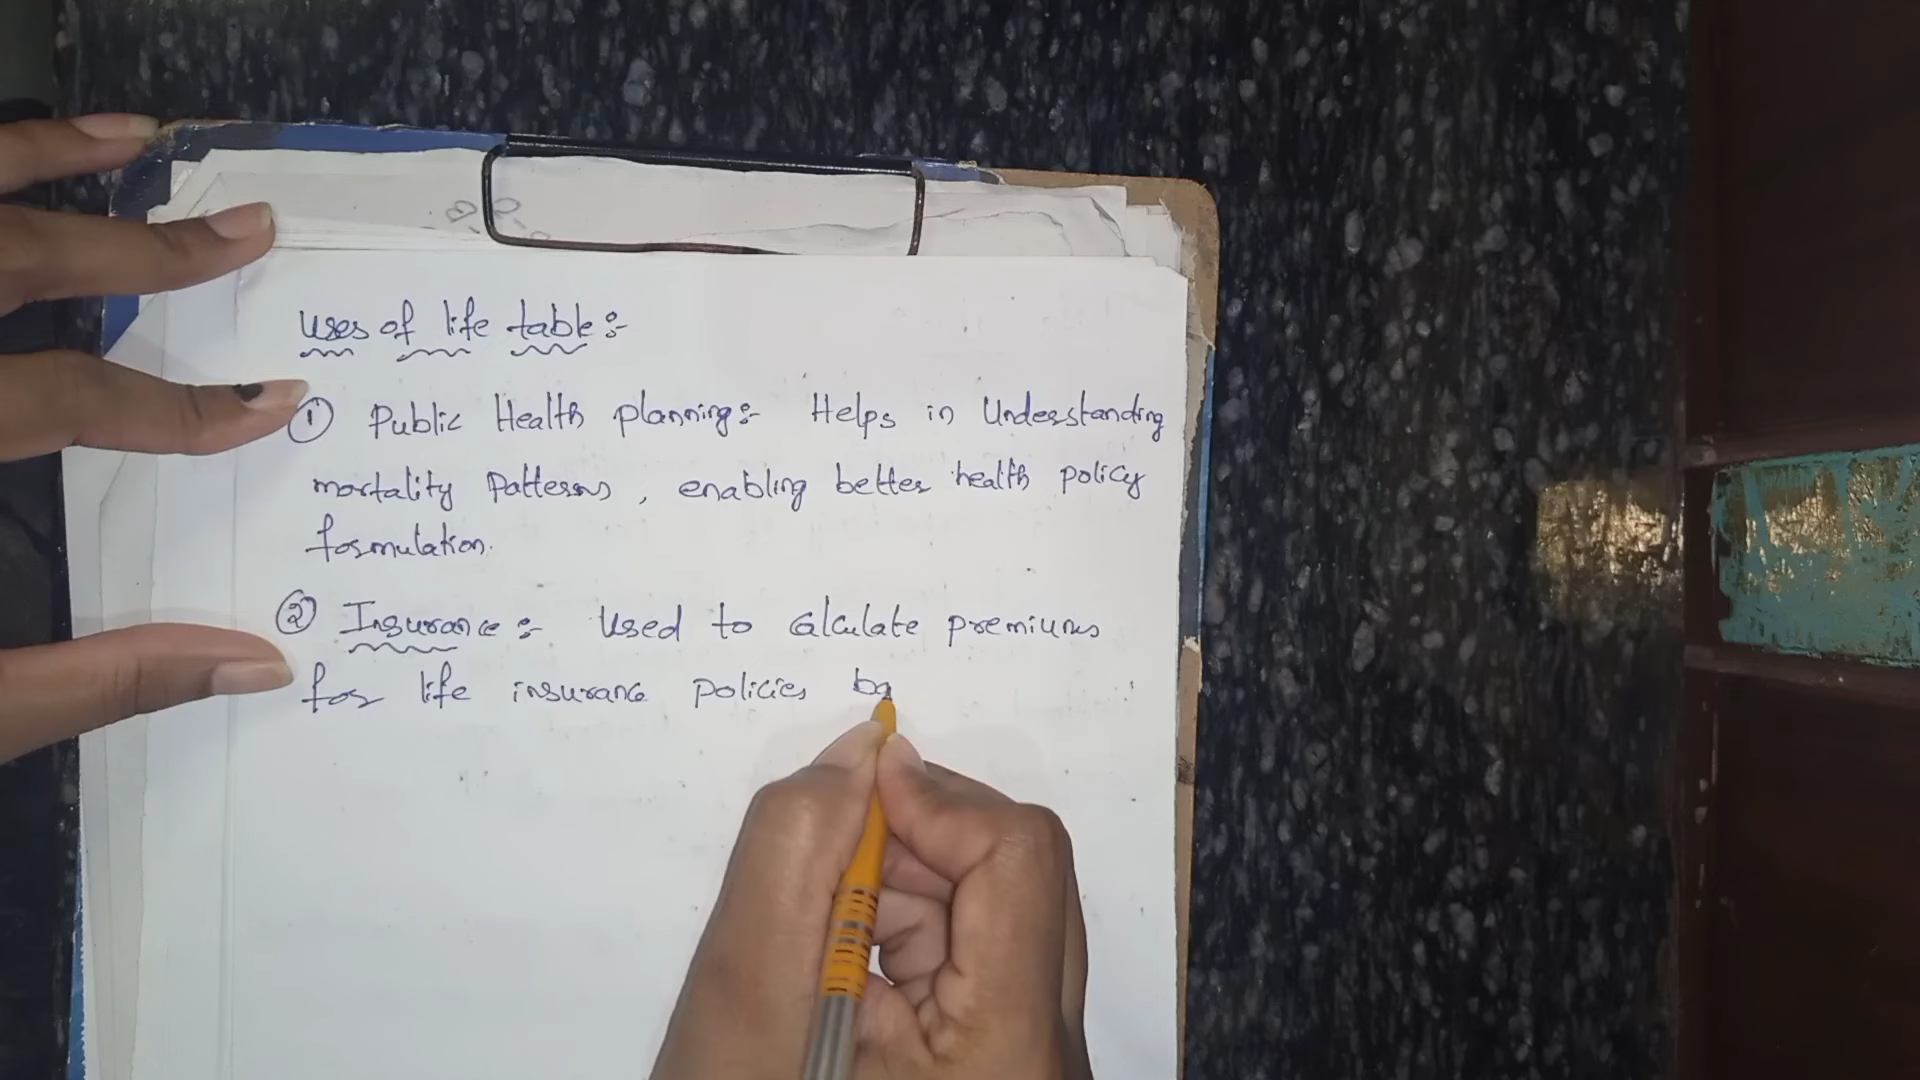 Uses of life table:-
① Public Health planning:- Helps in Understanding
mortality Patterns, enabling better health policy
formulation.
② Insurance:- Used to calculate premiums
for life insurance policies ba